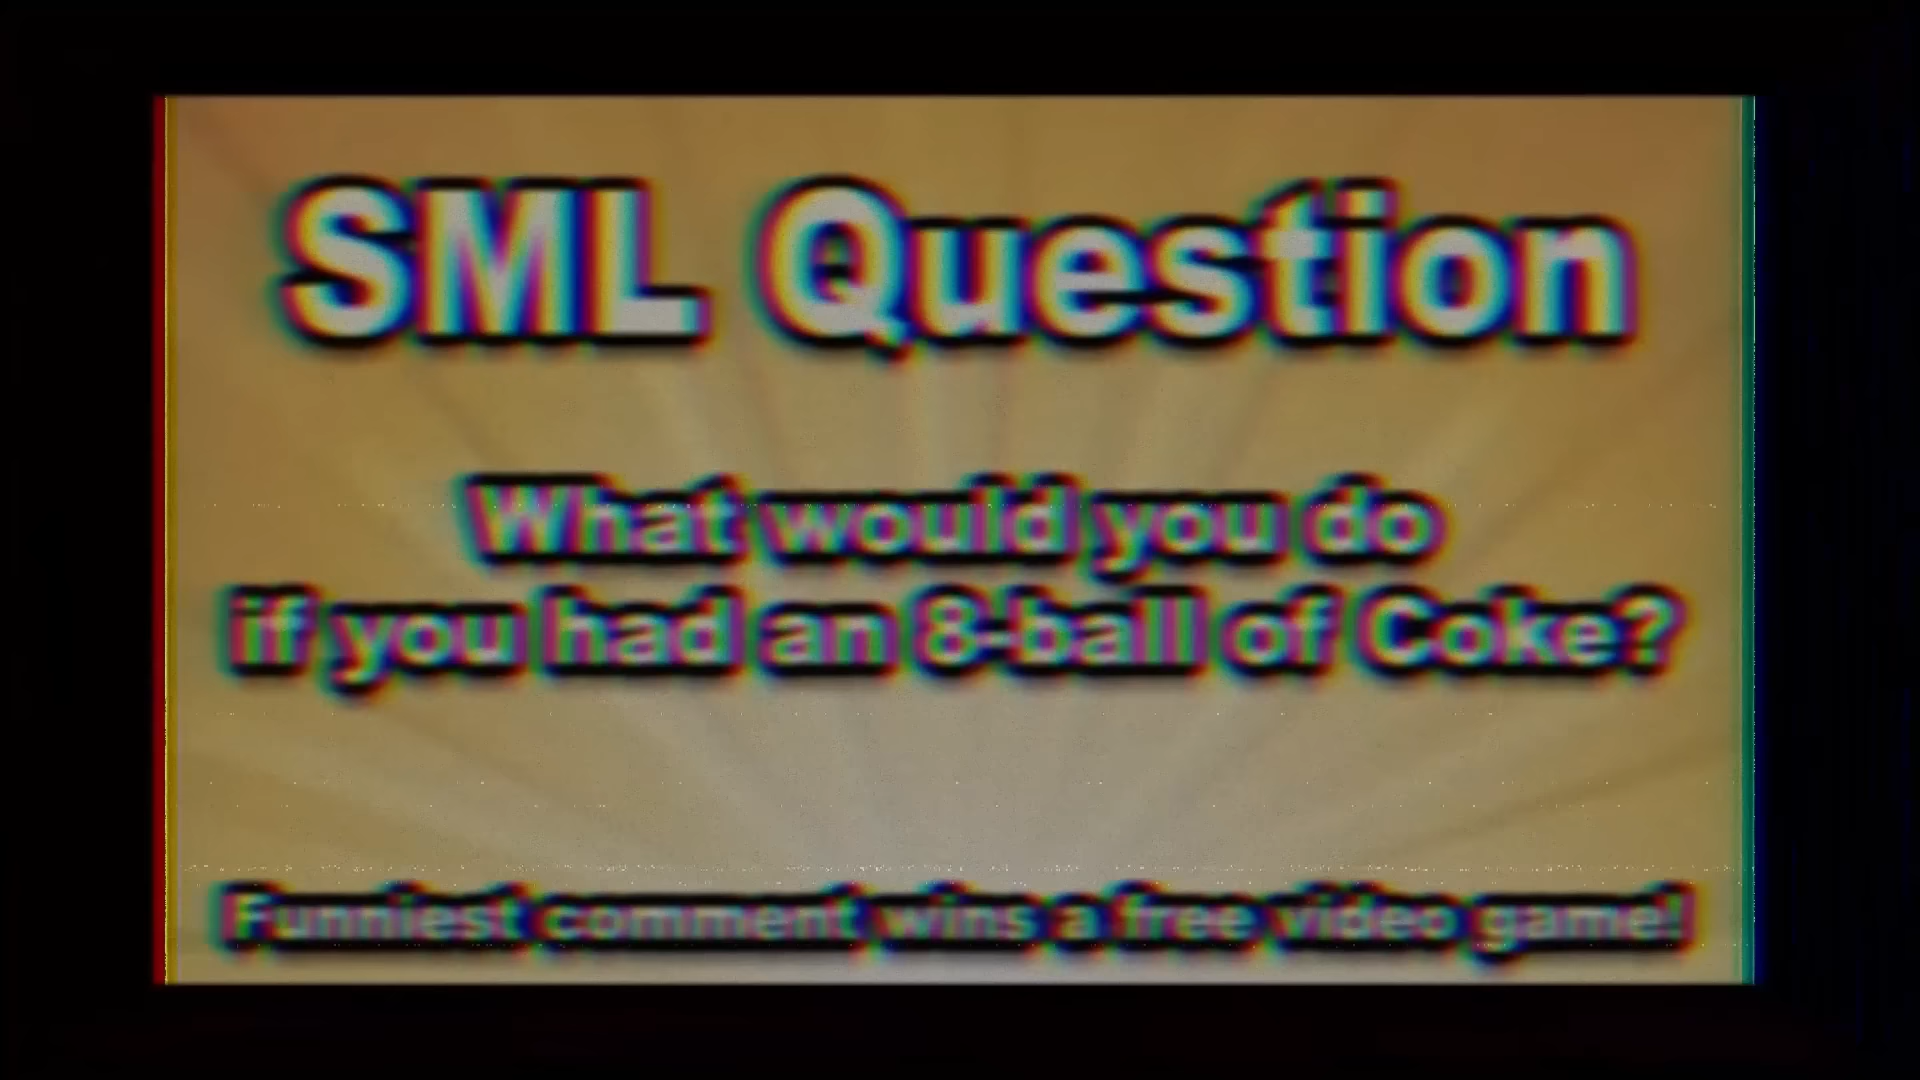 SML Question
What would you do
if you had an 8-ball of Coke?
Funniest comment wins a free video game!